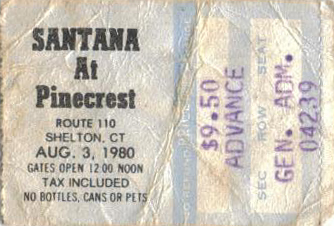 SANTANA
At
Pinecrest
ROUTE 110
SHELTON, CT
AUG. 3, 1980
GATES OPEN 12:00 NOON
TAX INCLUDED
NO BOTTLES, CANS OR PETS
$9.50
ADVANCE
SEC ROW SEAT
GEN. ADM.
04239